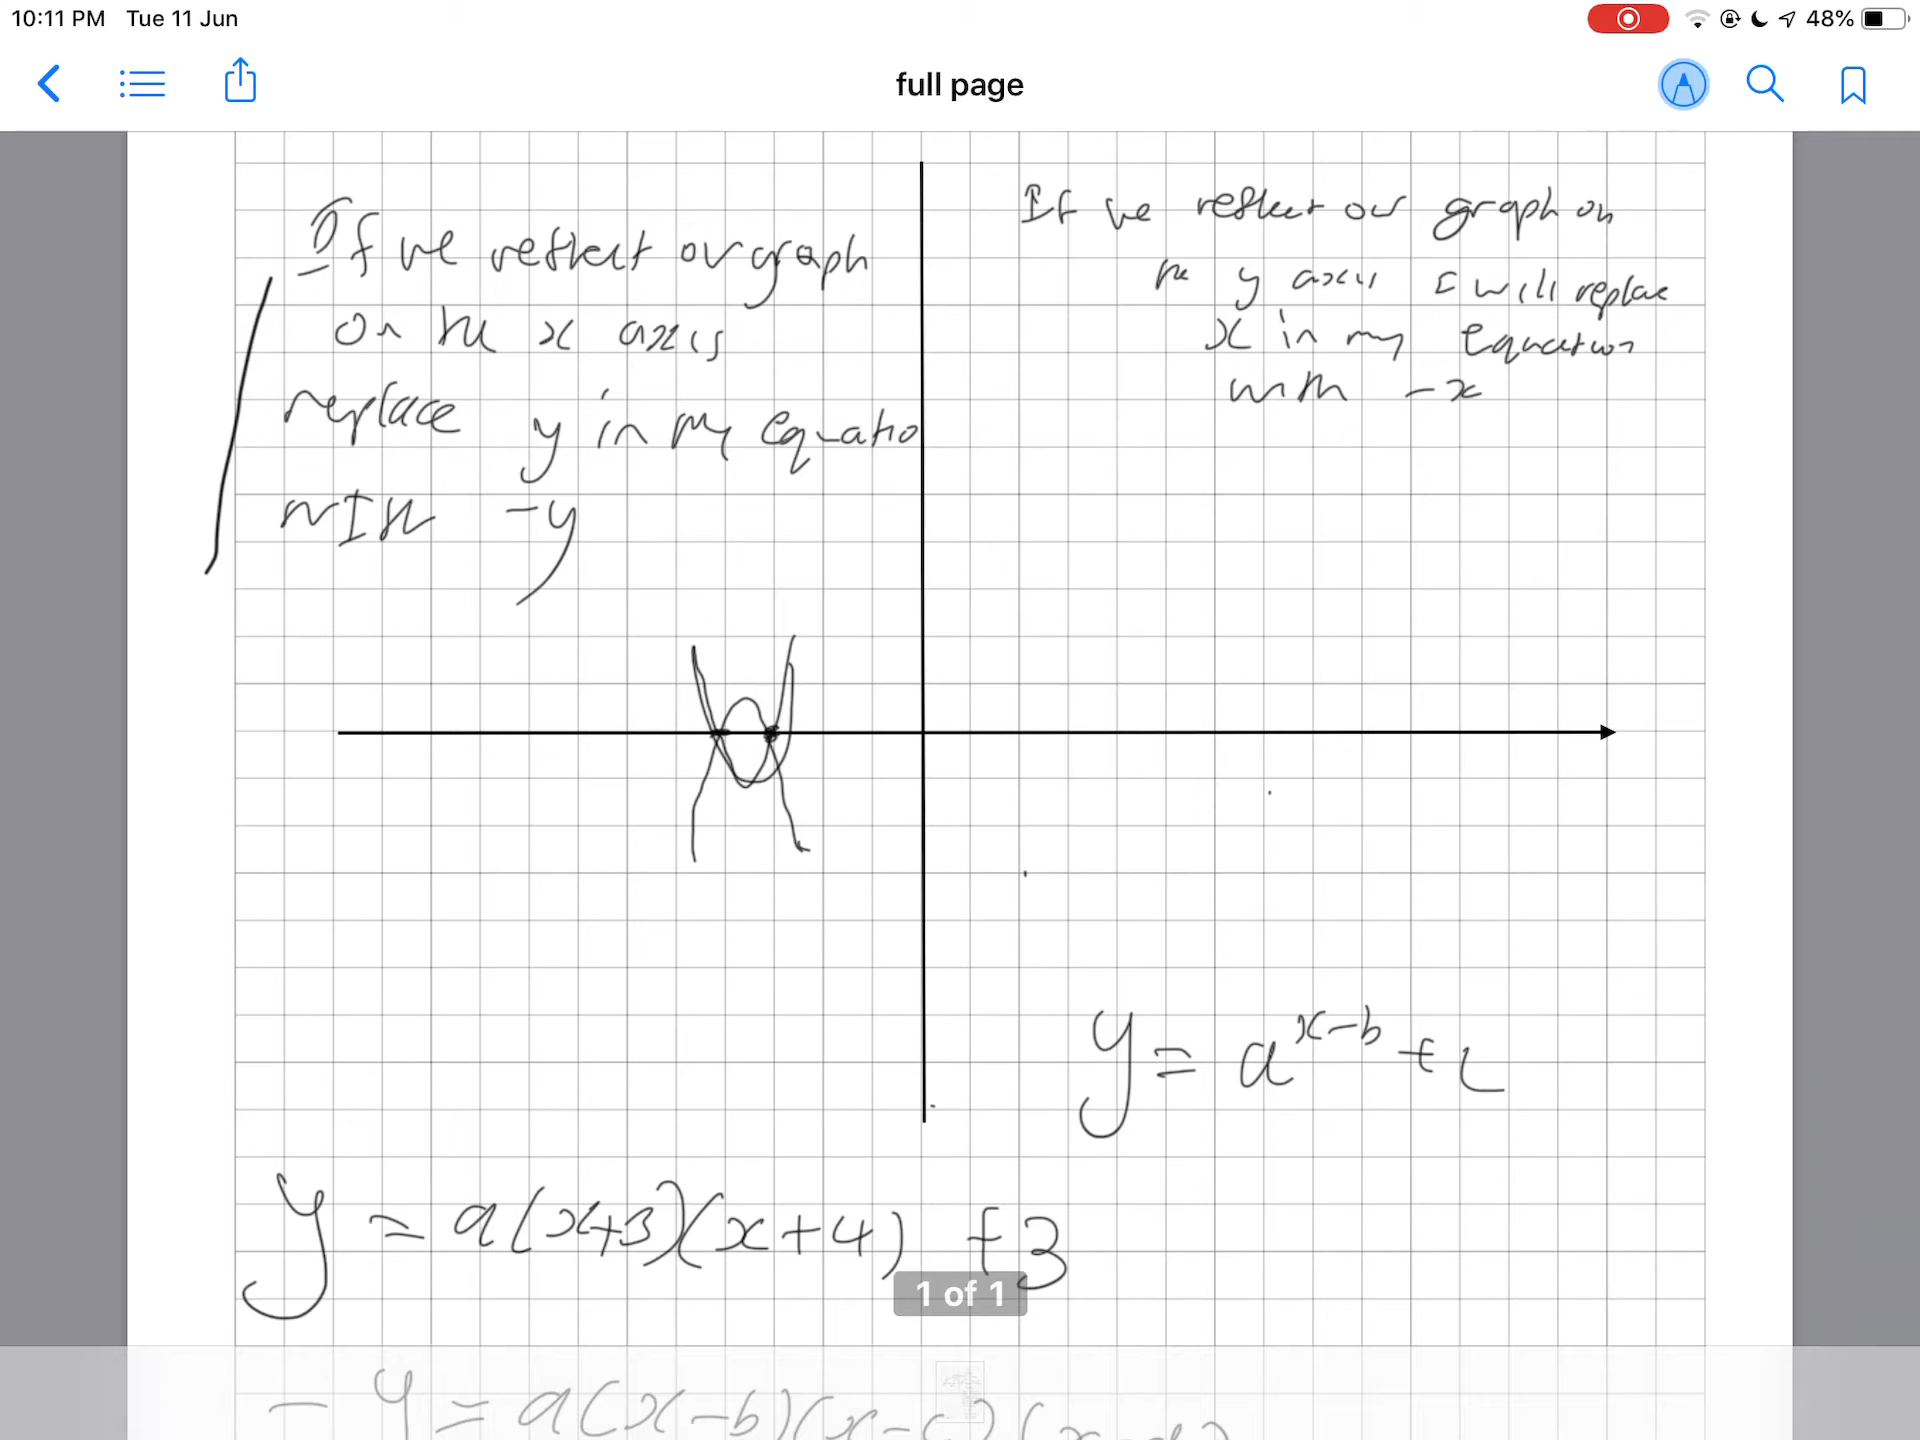 10:11 PM Tue 11 Jun
48%
full page
If we reflect our graph
on the x axis
replace y in my equatio
with -y
If we reflect our graph on
the y axis I will replace
x in my equation
with -x
y = a^{x-b} + c
y = a(x+3)(x+4) +3
1 of 1
- y = a(x-b)(x-c)